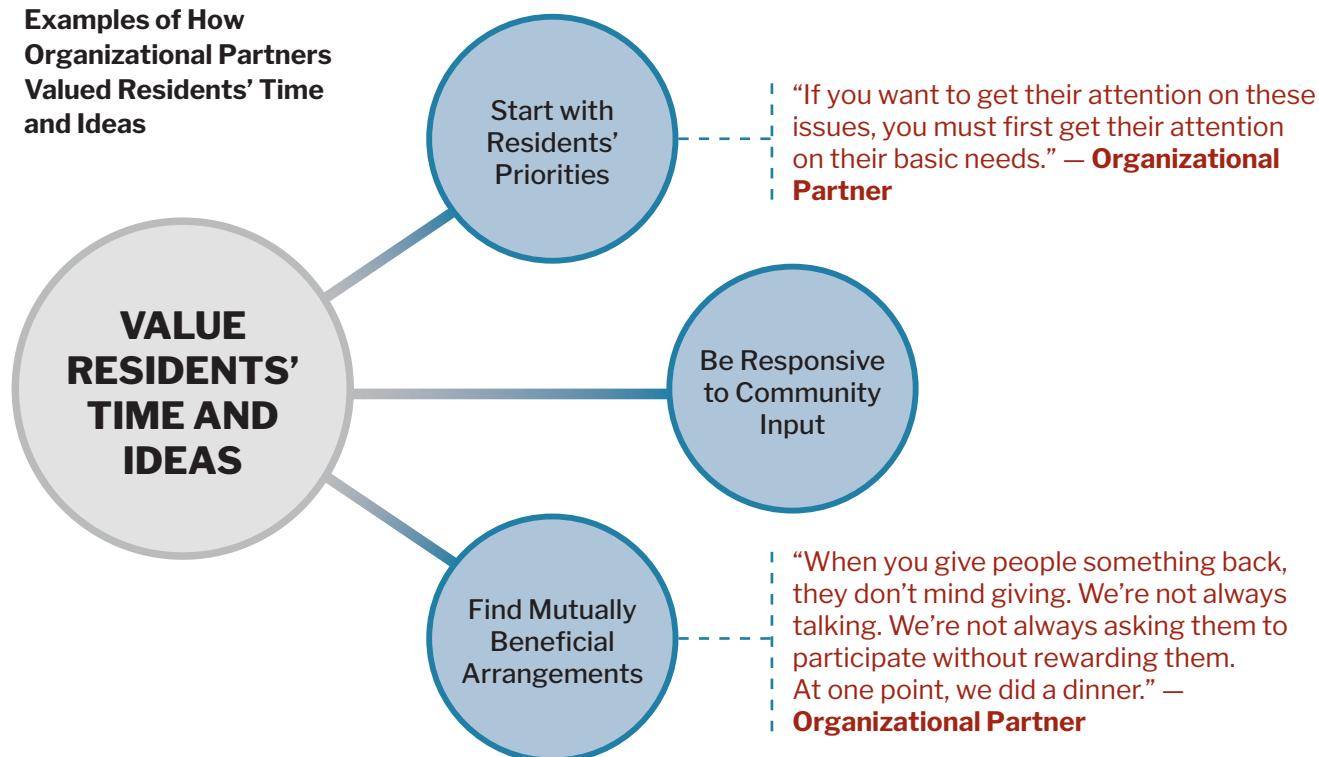 Examples of How
Organizational Partners
Valued Residents’ Time
and Ideas
Start with
Residents’
Priorities
“If you want to get their attention on these
issues, you must first get their attention
on their basic needs.” — Organizational
Partner
VALUE
RESIDENTS’
TIME AND
IDEAS
Be Responsive
to Community
Input
Find Mutually
Beneficial
Arrangements
“When you give people something back,
they don’t mind giving. We’re not always
talking. We’re not always asking them to
participate without rewarding them.
At one point, we did a dinner.” —
Organizational Partner